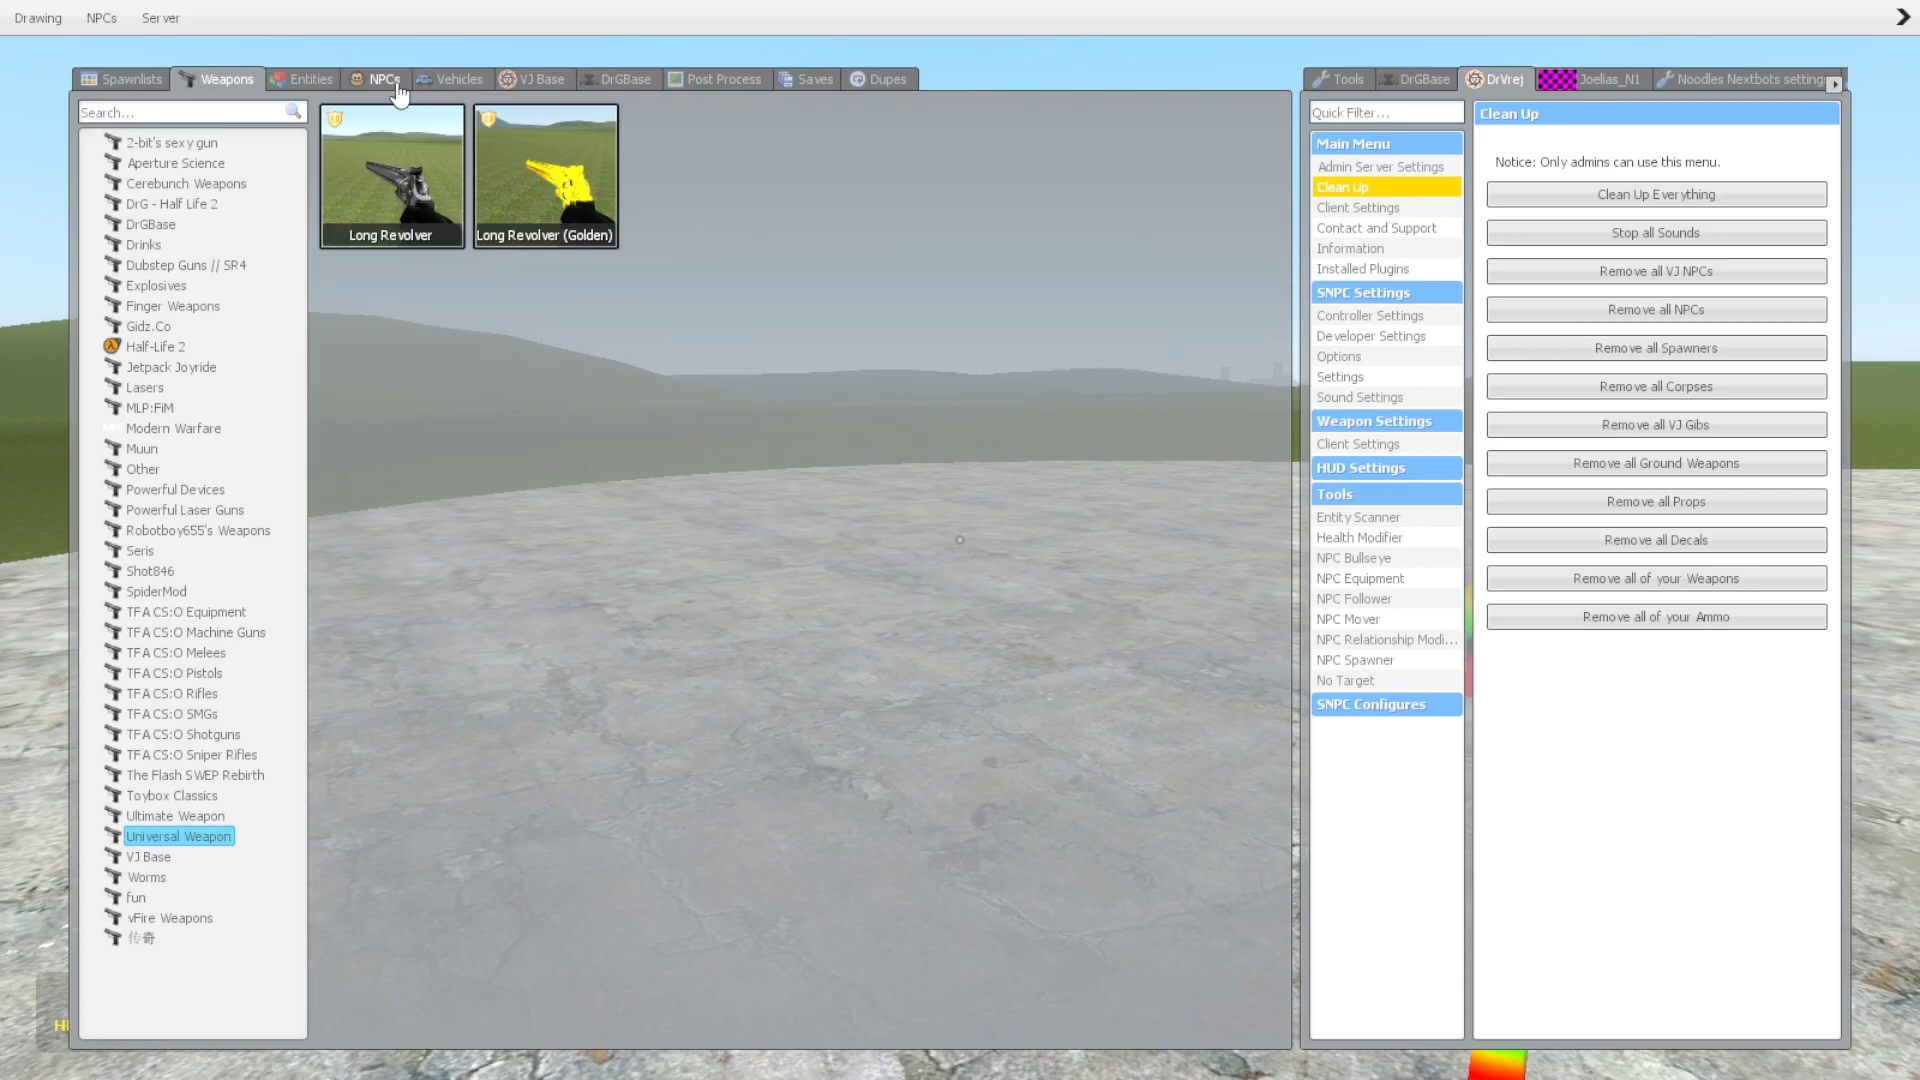 Drawing NPCs Server
Spawnlists Weapons Entities NPCs Vehicles VJ Base DrGBase Post Process Saves Dupes
Search...
2-bit's sexy gun
Aperture Science
Cerebunch Weapons
DrG - Half Life 2
DrGBase
Drinks
Dubstep Guns // SR4
Explosives
Finger Weapons
Gidz.Co
Half-Life 2
Jetpack Joyride
Lasers
MLP:FiM
Modern Warfare
Muun
Other
Powerful Devices
Powerful Laser Guns
Robotboy655's Weapons
Seris
Shot846
SpiderMod
TFA CS:O Equipment
TFA CS:O Machine Guns
TFA CS:O Melees
TFA CS:O Pistols
TFA CS:O Rifles
TFA CS:O SMGs
TFA CS:O Shotguns
TFA CS:O Sniper Rifles
The Flash SWEP Rebirth
Toybox Classics
Ultimate Weapon
Universal Weapon
VJ Base
Worms
fun
vFire Weapons
传奇
Long Revolver
Long Revolver (Golden)
Tools DrGBase DrVrej Joelias_N1 Noodles Nextbots setting
Quick Filter...
Main Menu
Admin Server Settings
Clean Up
Client Settings
Contact and Support
Information
Installed Plugins
SNPC Settings
Controller Settings
Developer Settings
Options
Settings
Sound Settings
Weapon Settings
Client Settings
HUD Settings
Tools
Entity Scanner
Health Modifier
NPC Bullseye
NPC Equipment
NPC Follower
NPC Mover
NPC Relationship Modi...
NPC Spawner
No Target
SNPC Configures
Clean Up
Notice: Only admins can use this menu.
Clean Up Everything
Stop all Sounds
Remove all VJ NPCs
Remove all NPCs
Remove all Spawners
Remove all Corpses
Remove all VJ Gibs
Remove all Ground Weapons
Remove all Props
Remove all Decals
Remove all of your Weapons
Remove all of your Ammo